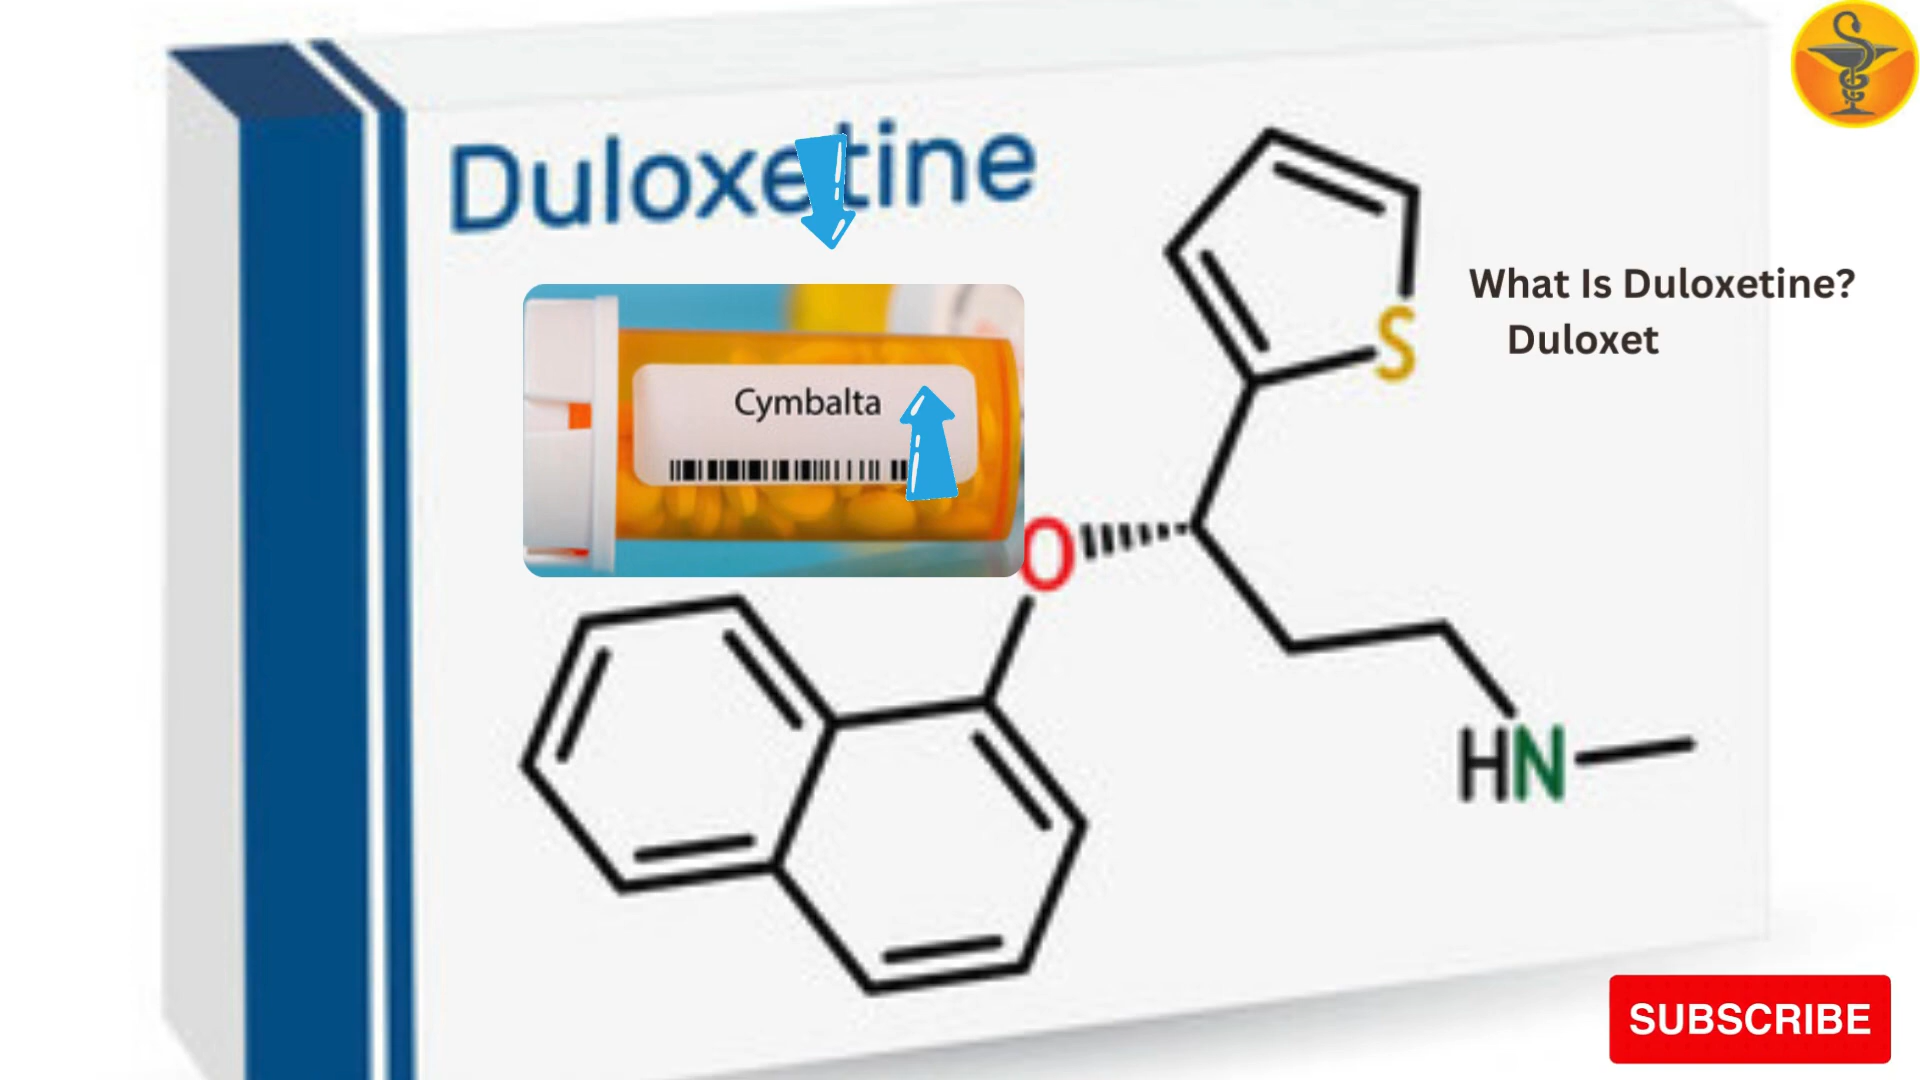 Duloxetine
What Is Duloxetine?
Duloxet
Cymbalta
S
O
HN
SUBSCRIBE